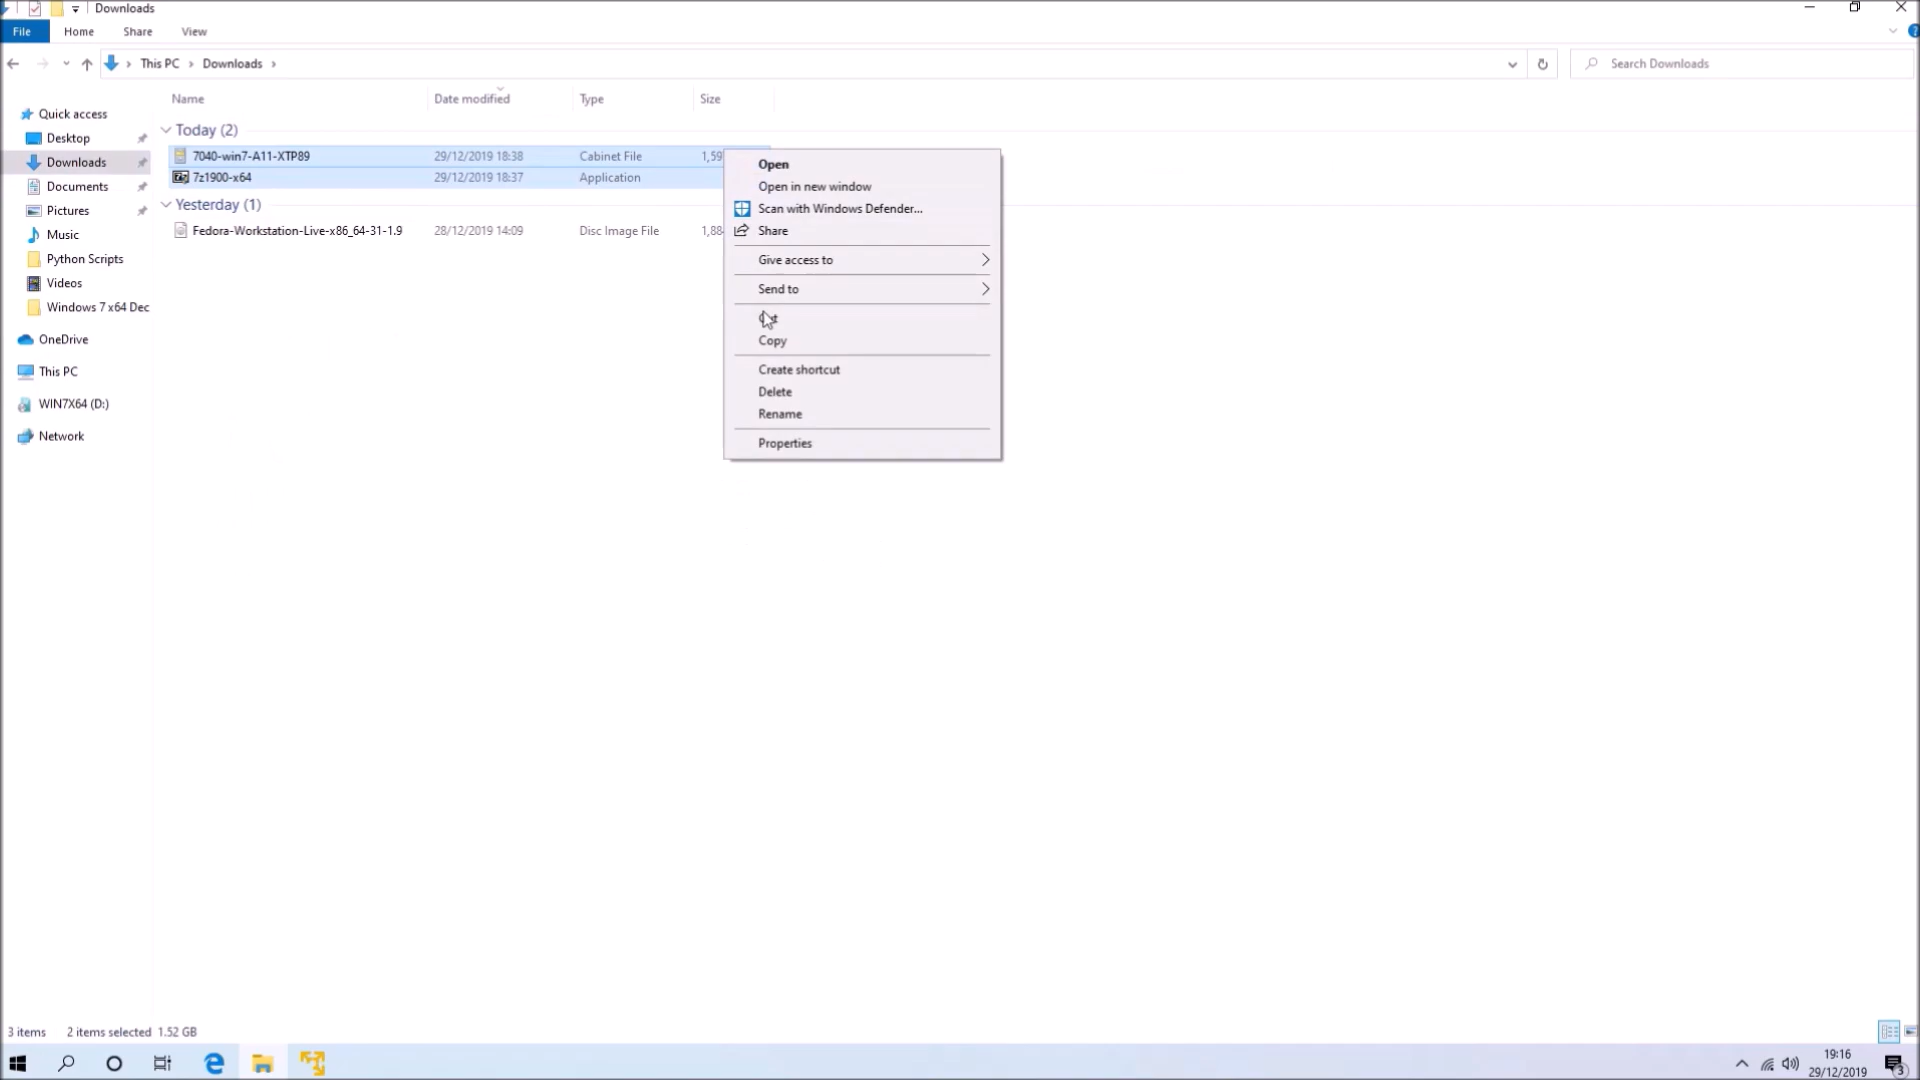 Downloads
File Home Share View
This PC Downloads
Search Downloads
Name Date modified Type Size
Quick access
Desktop
Downloads
Documents
Pictures
Music
Python Scripts
Videos
Windows 7 x64 Dec
OneDrive
This PC
WIN7X64 (D:)
Network
Today (2)
7040-win7-A11-XTP89 29/12/2019 18:38 Cabinet File 1,59
7z1900-x64 29/12/2019 18:37 Application
Yesterday (1)
Fedora-Workstation-Live-x86_64-31-1.9 28/12/2019 14:09 Disc Image File 1,88
Open
Open in new window
Scan with Windows Defender...
Share
Give access to
Send to
Copy
Create shortcut
Delete
Rename
Properties
3 items 2 items selected 1.52 GB
19:16
29/12/2019
3